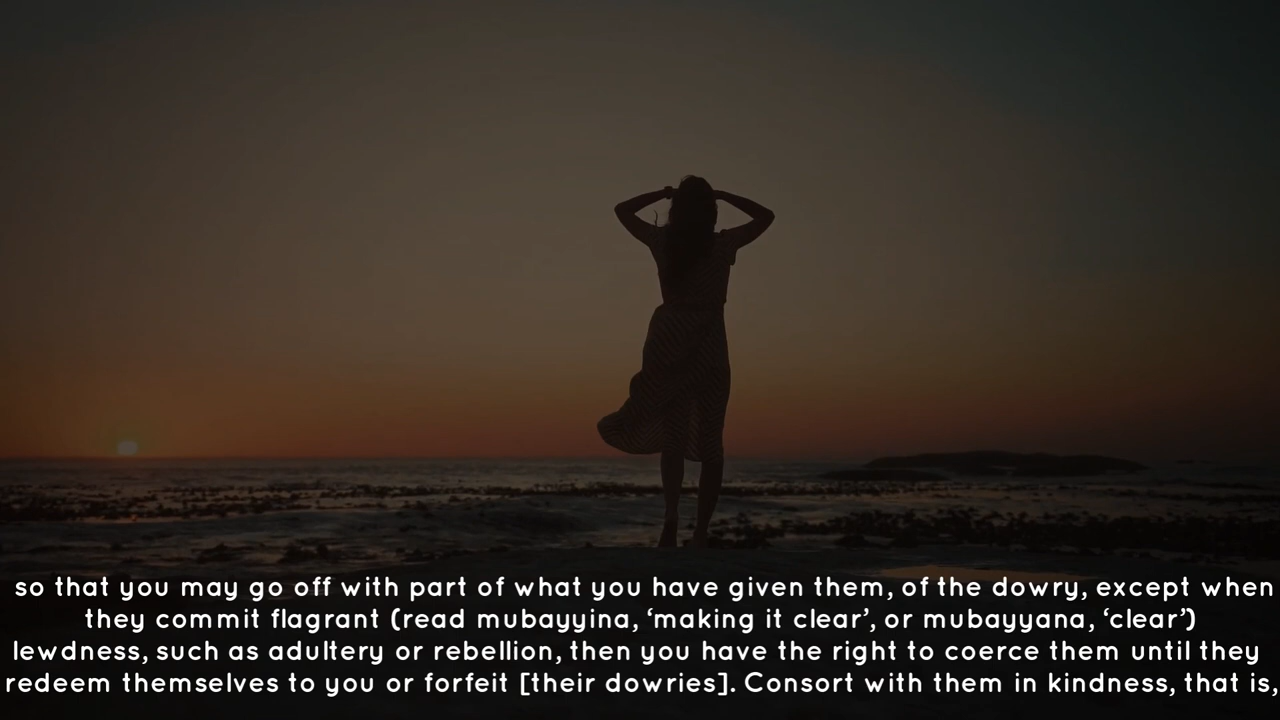 so that you may go off with part of what you have given them, of the dowry, except when
they commit flagrant (read mubayyina, ‘making it clear’, or mubayyana, ‘clear’)
lewdness, such as adultery or rebellion, then you have the right to coerce them until they
redeem themselves to you or forfeit [their dowries]. Consort with them in kindness, that is,